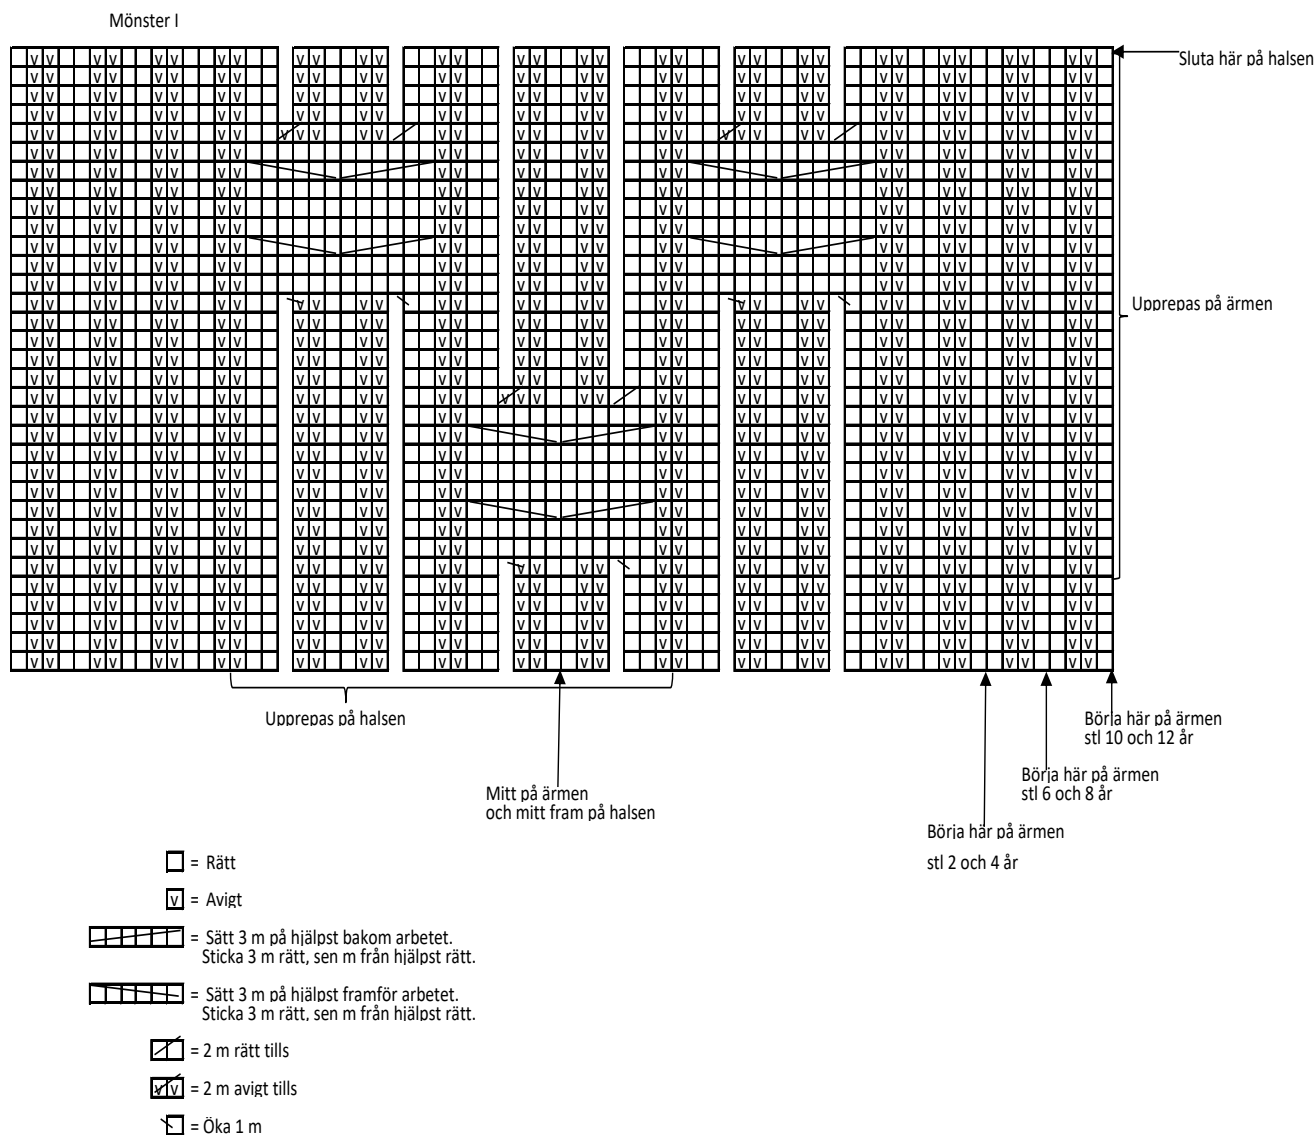 Mönster I
Sluta här på halsen
Upprepas på ärmen
Upprepas på halsen
Mitt på ärmen
och mitt fram på halsen
Börja här på ärmen
stl 10 och 12 år
Börja här på ärmen
stl 6 och 8 år
Börja här på ärmen
stl 2 och 4 år
= Rätt
v = Avigt
= Sätt 3 m på hjälpst bakom arbetet.
Sticka 3 m rätt, sen m från hjälpst rätt.
= Sätt 3 m på hjälpst framför arbetet.
Sticka 3 m rätt, sen m från hjälpst rätt.
= 2 m rätt tills
v v = 2 m avigt tills
= Öka 1 m